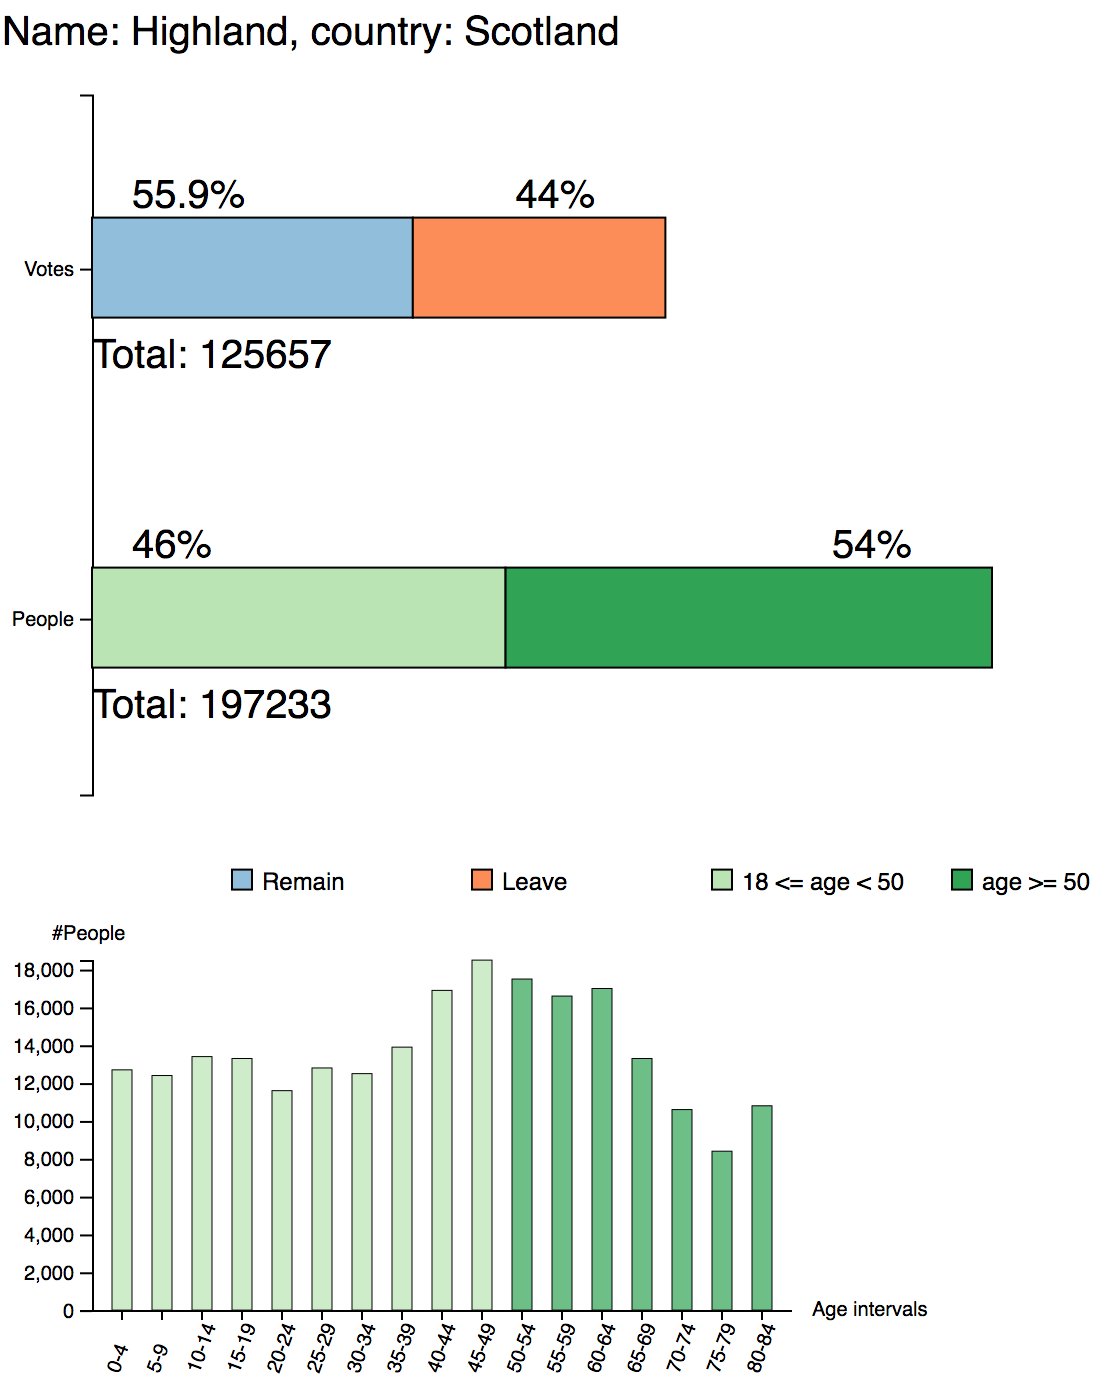 Name: Highland, country: Scotland
55.9% 44%
Votes
Total: 125657
46% 54%
People
Total: 197233
Remain Leave 18 <= age < 50 age >= 50
#People
18,000
16,000
14,000
12,000
10,000
8,000
6,000
4,000
2,000
0
Age intervals
0-4 5-9 10-14 15-19 20-24 25-29 30-34 35-39 40-44 45-49 50-54 55-59 60-64 65-69 70-74 75-79 80-84